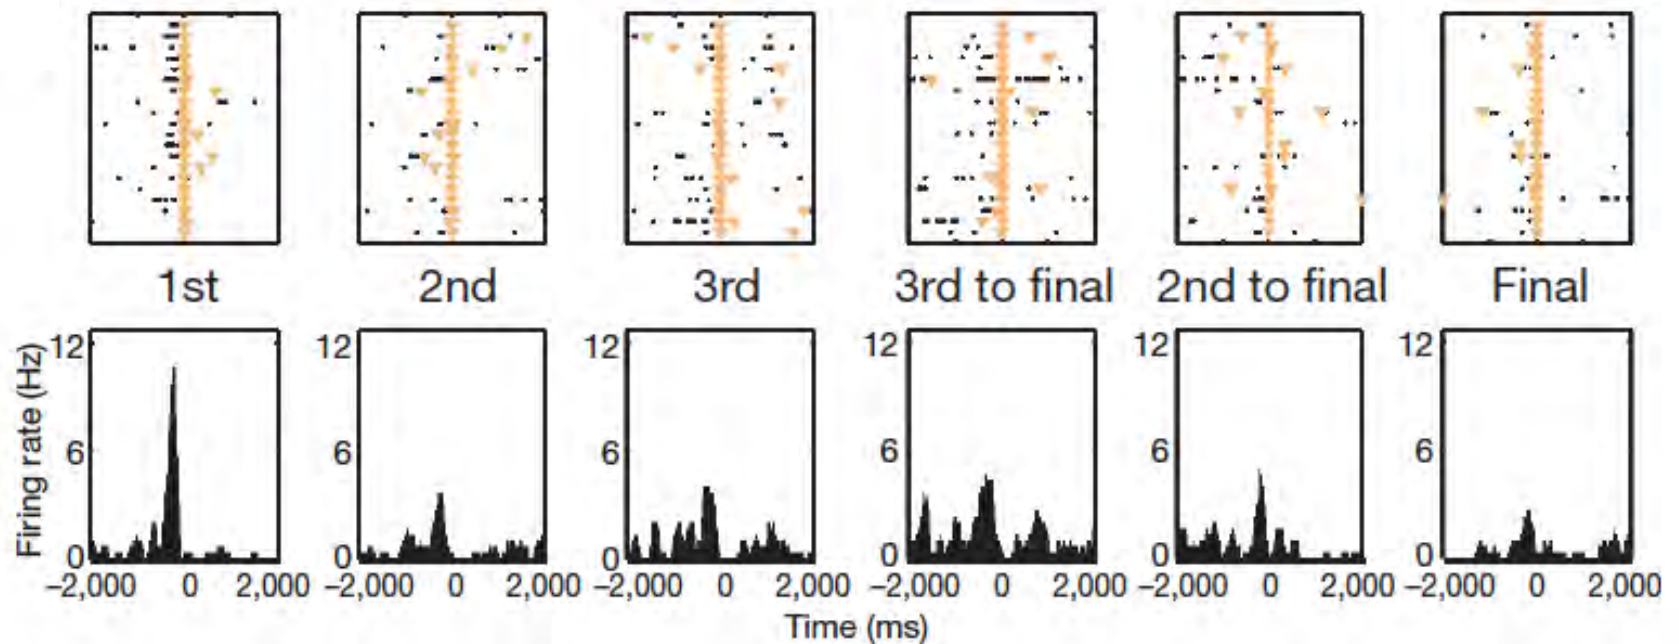 1st 2nd 3rd 3rd to final 2nd to final Final
Firing rate (Hz)
12 12 12 12 12 12
6 6 6 6 6 6
0 0 0 0 0 0
−2,000 0 2,000 −2,000 0 2,000 −2,000 0 2,000 −2,000 0 2,000 −2,000 0 2,000 −2,000 0 2,000
Time (ms)